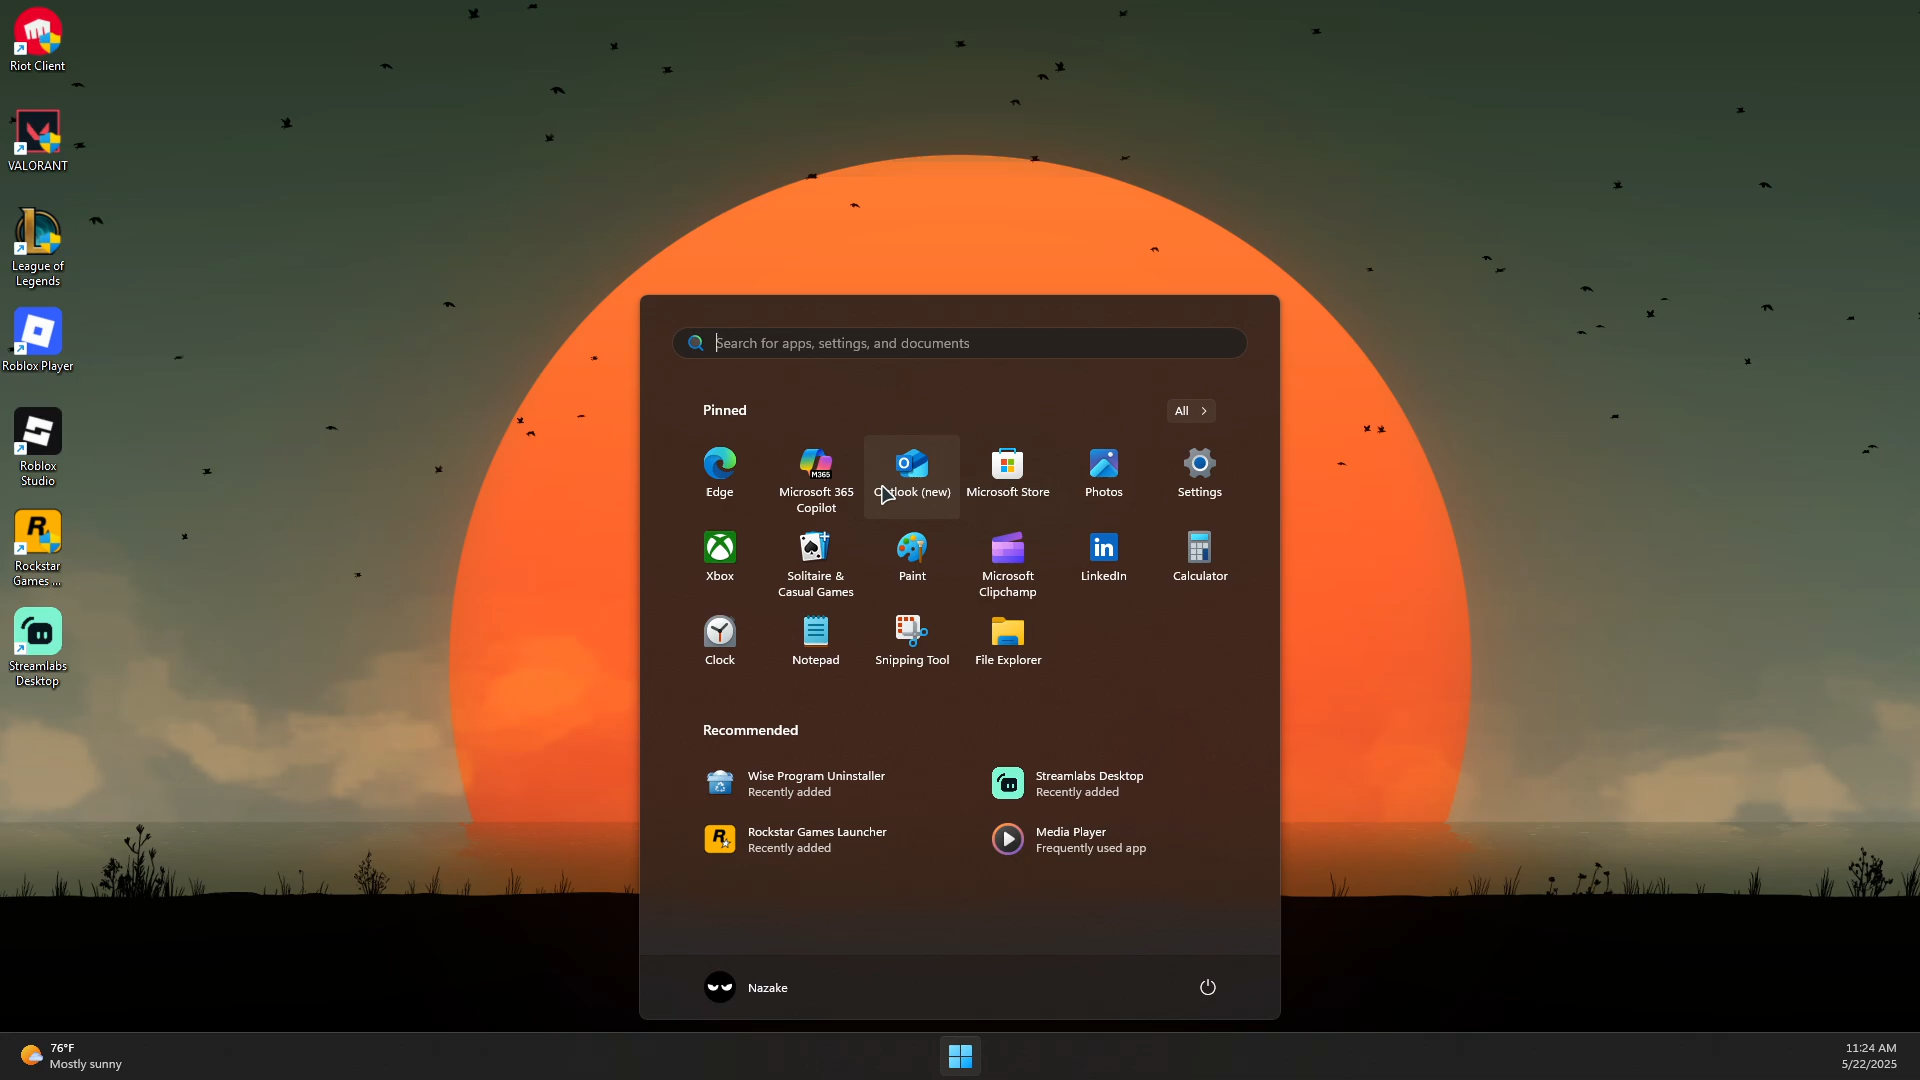 Riot Client
VALORANT
League of
Legends
Roblox Player
Roblox
Studio
Rockstar
Games ...
Streamlabs
Desktop
Search for apps, settings, and documents
Pinned
All
Edge
Microsoft 365
Copilot
M365
Outlook (new)
Microsoft Store
Photos
Settings
Xbox
Solitaire &
Casual Games
Paint
Microsoft
Clipchamp
in
LinkedIn
Calculator
Clock
Notepad
Snipping Tool
File Explorer
Recommended
Wise Program Uninstaller
Recently added
Streamlabs Desktop
Recently added
Rockstar Games Launcher
Recently added
Media Player
Frequently used app
Nazake
76°F
Mostly sunny
11:24 AM
5/22/2025